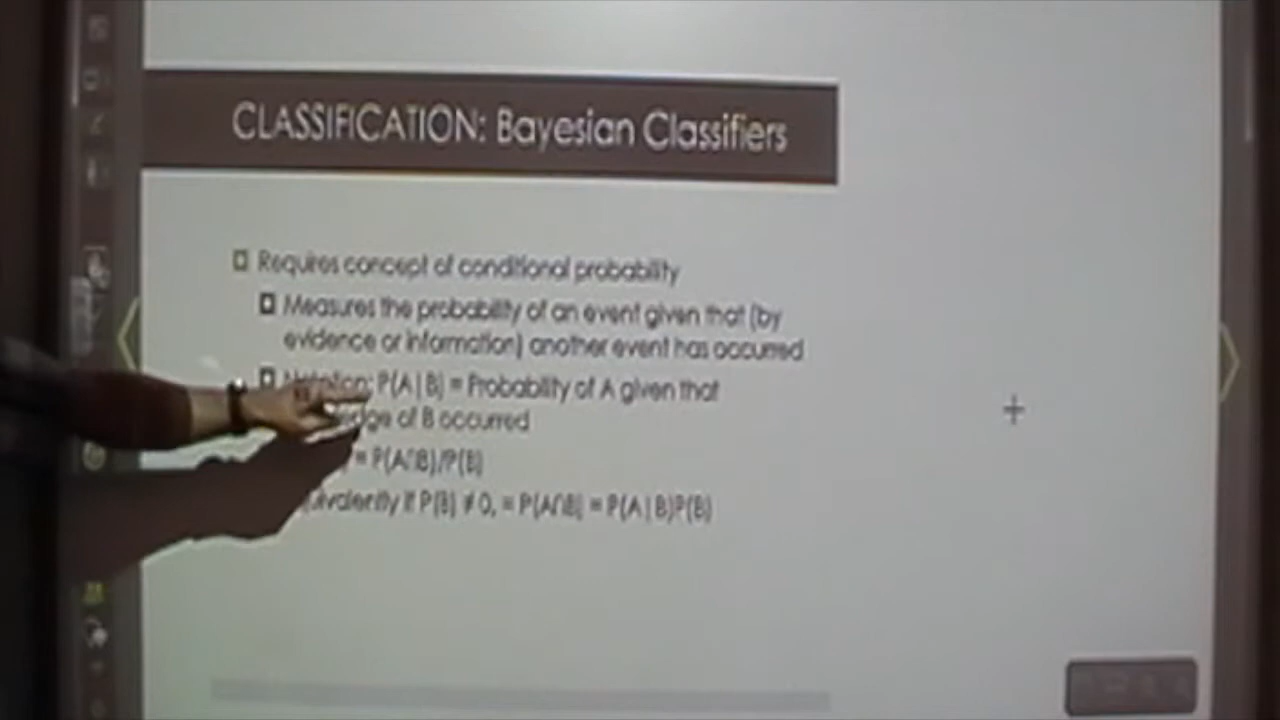 CLASSIFICATION: Bayesian Classifiers
Requires concept of conditional probability
Measures the probability of an event given that (by
evidence or information) another event has occurred
Notation: P(A|B) = Probability of A given that
of B occurred
= P(A∩B)/P(B)
if P(B) ≠ 0, = P(A∩B) = P(A|B)P(B)